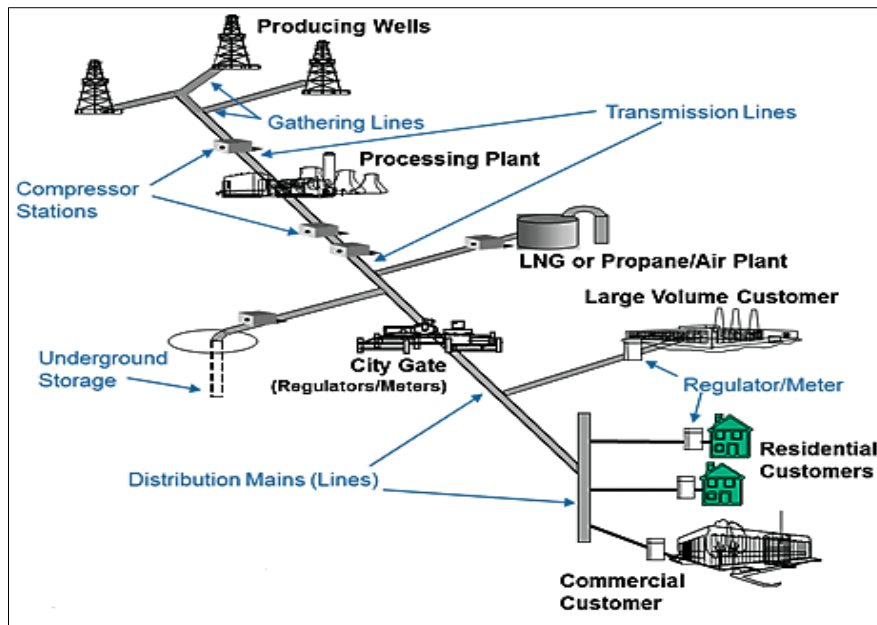 Producing Wells
Gathering Lines
Transmission Lines
Processing Plant
Compressor
Stations
LNG or Propane/Air Plant
Large Volume Customer
Underground
Storage
City Gate
(Regulators/Meters)
Regulator/Meter
Residential
Customers
Distribution Mains (Lines)
Commercial
Customer